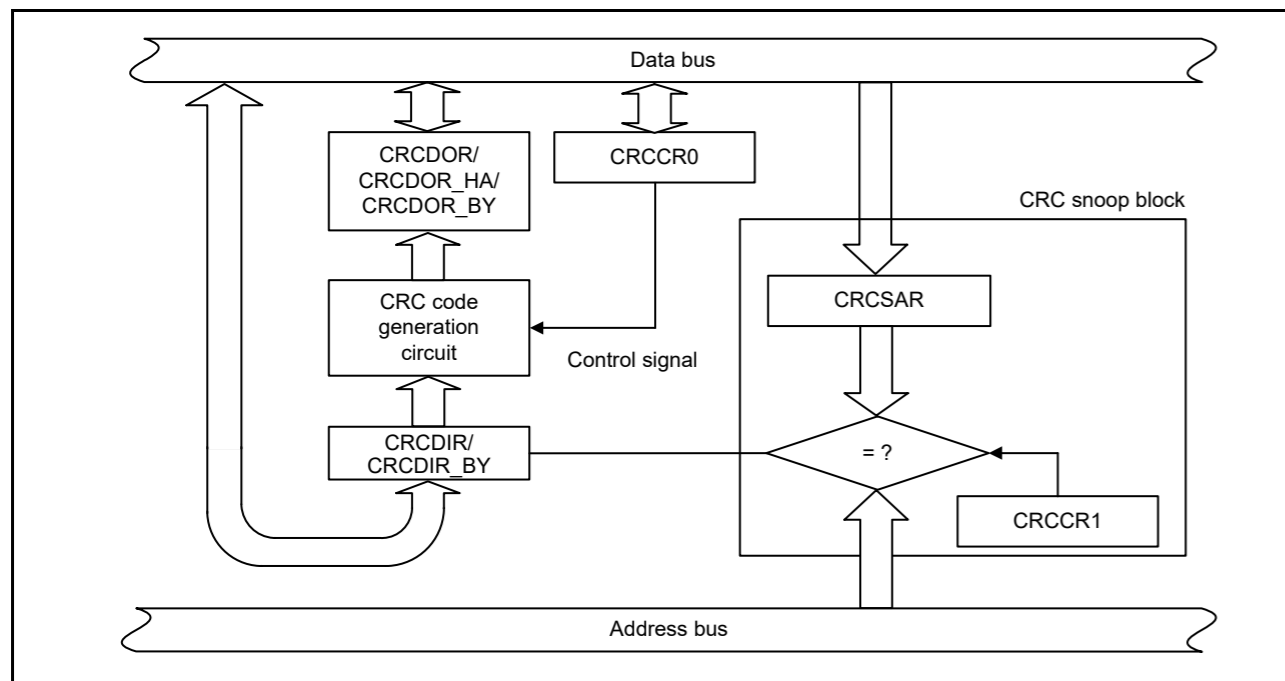 Data bus
CRCDOR/
CRCDOR_HA/
CRCDOR_BY
CRCCR0
CRC snoop block
CRCSAR
CRC code
generation
circuit
Control signal
CRCDIR/
CRCDIR_BY
= ?
CRCCR1
Address bus